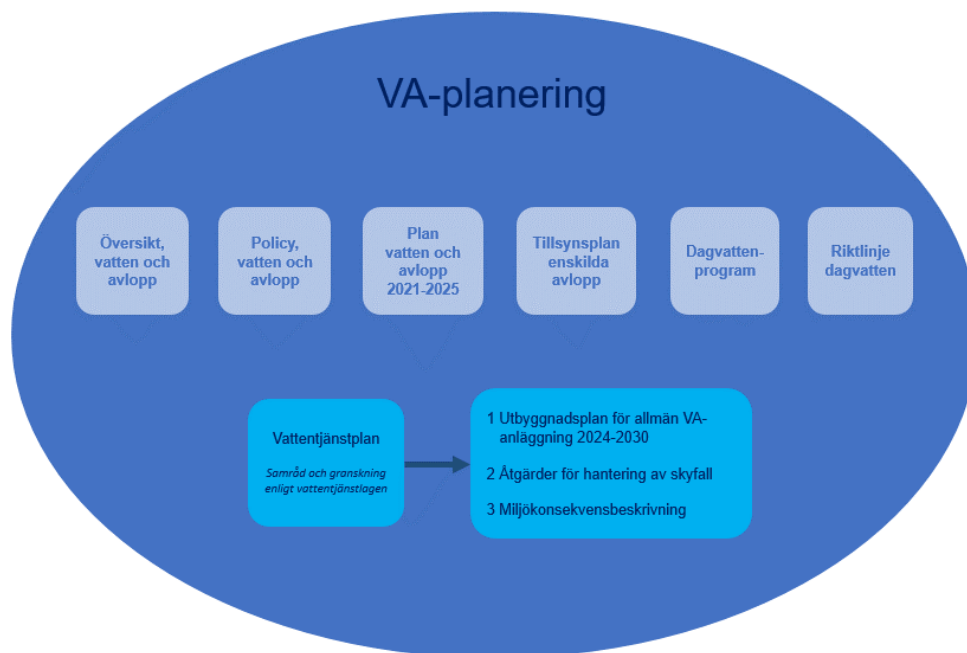 VA-planering
Översikt,
vatten och
avlopp
Policy,
vatten och
avlopp
Plan
vatten och
avlopp
2021-2025
Tillsynsplan
enskilda
avlopp
Dagvatten-
program
Riktlinje
dagvatten
Vattentjänstplan
Samråd och granskning
enligt vattentjänstlagen
1 Utbyggnadsplan för allmän VA-
anläggning 2024-2030
2 Åtgärder för hantering av skyfall
3 Miljökonsekvensbeskrivning